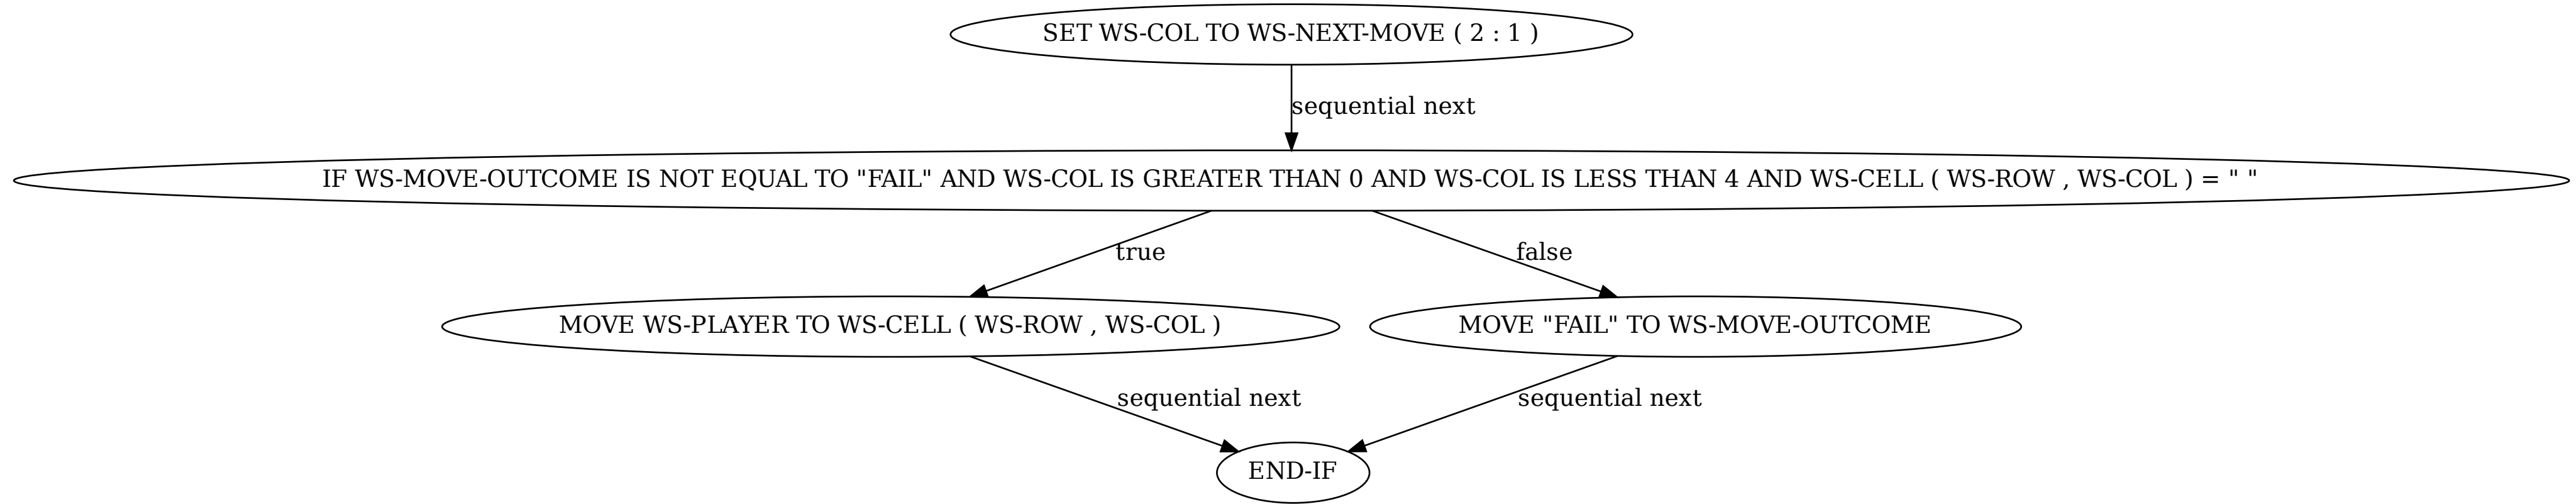 SET WS-COL TO WS-NEXT-MOVE ( 2 : 1 )
sequential next
IF WS-MOVE-OUTCOME IS NOT EQUAL TO "FAIL" AND WS-COL IS GREATER THAN 0 AND WS-COL IS LESS THAN 4 AND WS-CELL ( WS-ROW , WS-COL ) = " "
true
false
MOVE WS-PLAYER TO WS-CELL ( WS-ROW , WS-COL )
MOVE "FAIL" TO WS-MOVE-OUTCOME
sequential next
sequential next
END-IF